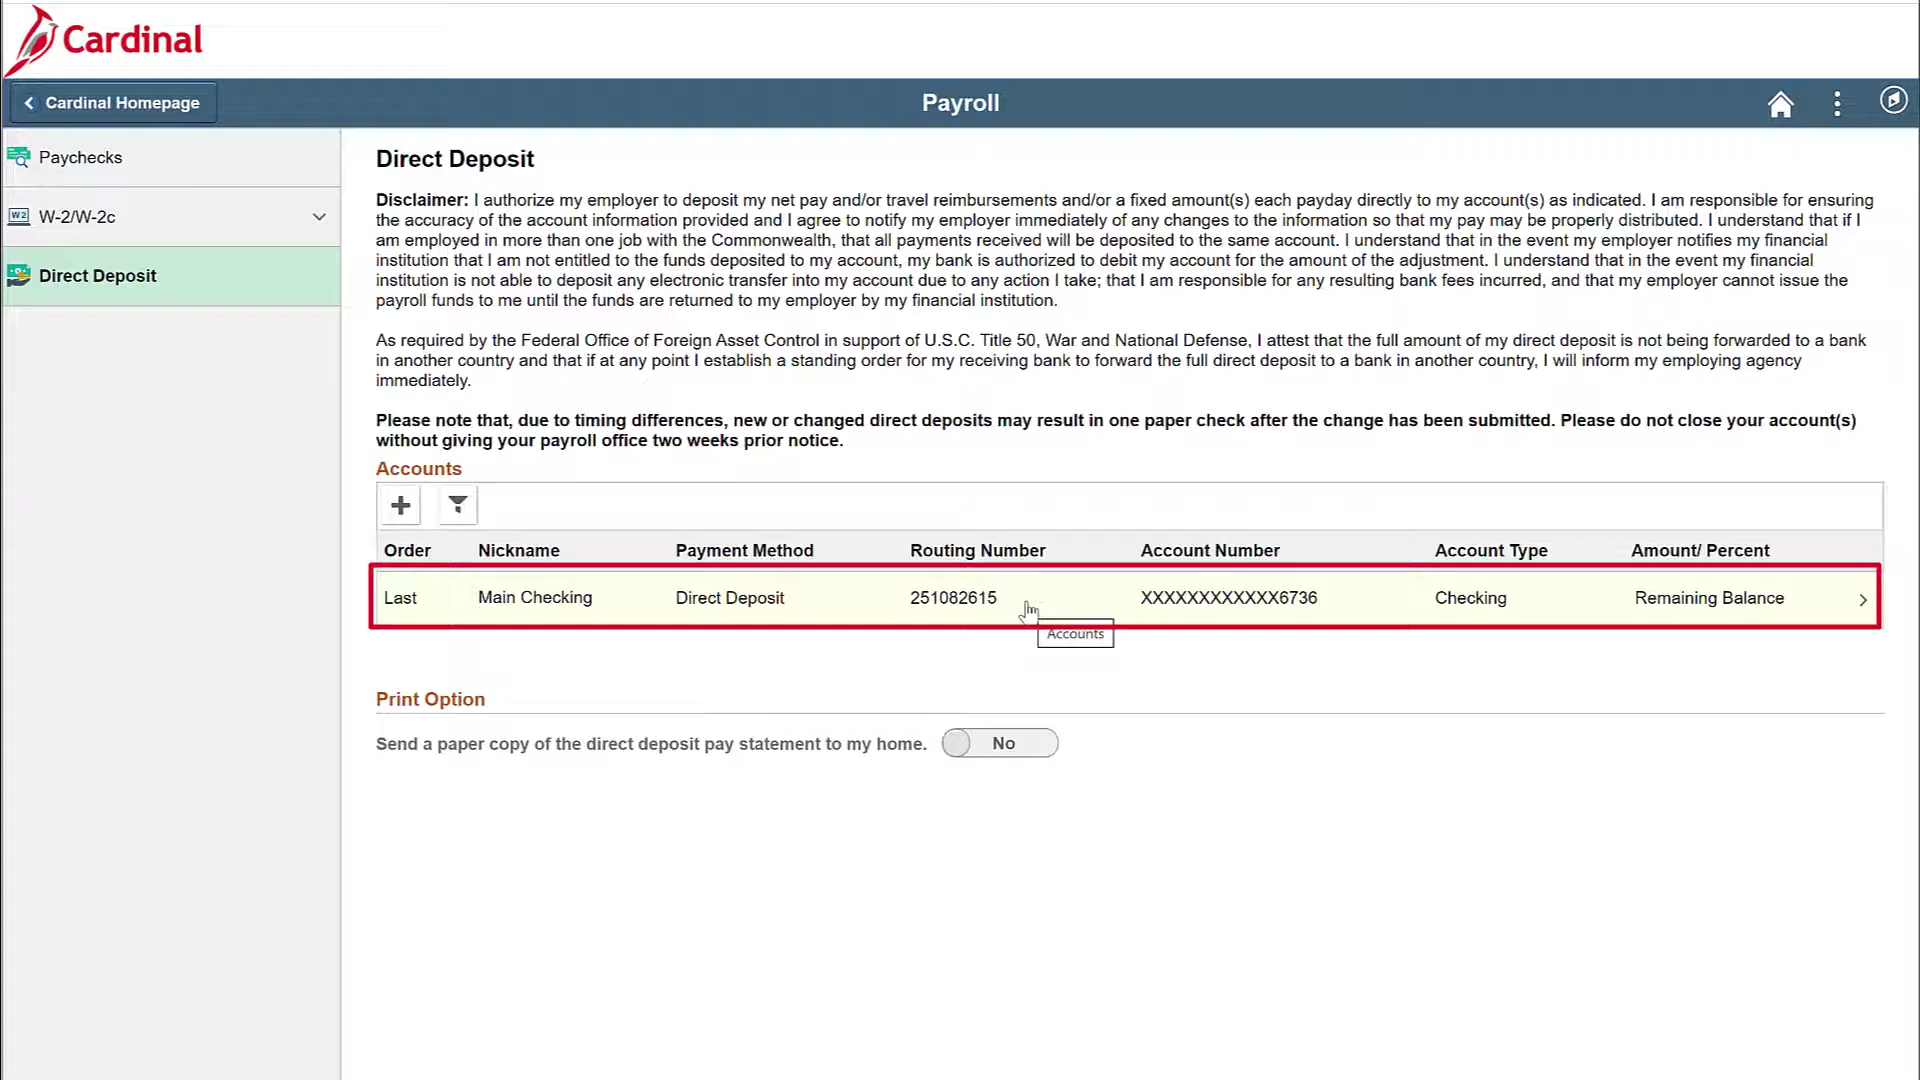 Cardinal
Cardinal Homepage
Payroll
Paychecks
W2 W-2/W-2c
Direct Deposit
Direct Deposit
Disclaimer: I authorize my employer to deposit my net pay and/or travel reimbursements and/or a fixed amount(s) each payday directly to my account(s) as indicated. I am responsible for ensuring
the accuracy of the account information provided and I agree to notify my employer immediately of any changes to the information so that my pay may be properly distributed. I understand that if I
am employed in more than one job with the Commonwealth, that all payments received will be deposited to the same account. I understand that in the event my employer notifies my financial
institution that I am not entitled to the funds deposited to my account, my bank is authorized to debit my account for the amount of the adjustment. I understand that in the event my financial
institution is not able to deposit any electronic transfer into my account due to any action I take; that I am responsible for any resulting bank fees incurred, and that my employer cannot issue the
payroll funds to me until the funds are returned to my employer by my financial institution.
As required by the Federal Office of Foreign Asset Control in support of U.S.C. Title 50, War and National Defense, I attest that the full amount of my direct deposit is not being forwarded to a bank
in another country and that if at any point I establish a standing order for my receiving bank to forward the full direct deposit to a bank in another country, I will inform my employing agency
immediately.
Please note that, due to timing differences, new or changed direct deposits may result in one paper check after the change has been submitted. Please do not close your account(s)
without giving your payroll office two weeks prior notice.
Accounts
Order Nickname Payment Method Routing Number Account Number Account Type Amount/ Percent
Last Main Checking Direct Deposit 251082615 XXXXXXXXXXXX6736 Checking Remaining Balance
Accounts
Print Option
Send a paper copy of the direct deposit pay statement to my home. No